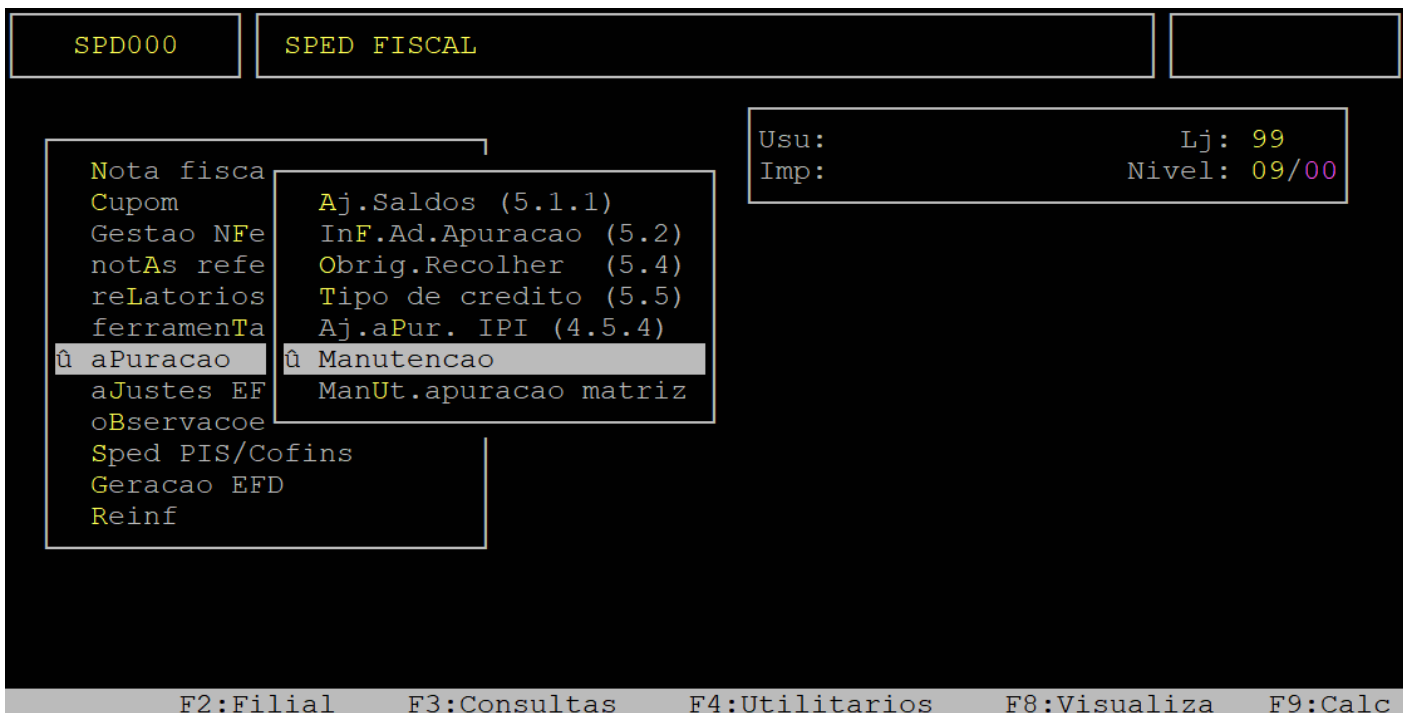 SPD000 SPED FISCAL
Usu: Lj: 99
Imp: Nivel: 09/00
Nota fisca
Cupom
Gestao NFe
notAs refe
reLatorios
ferramenTa
û aPuracao
aJustes EF
oBservacoe
Sped PIS/Cofins
Geracao EFD
Reinf
Aj.Saldos (5.1.1)
InF.Ad.Apuracao (5.2)
Obrig.Recolher (5.4)
Tipo de credito (5.5)
Aj.aPur. IPI (4.5.4)
û Manutencao
ManUt.apuracao matriz
F2:Filial F3:Consultas F4:Utilitarios F8:Visualiza F9:Calc